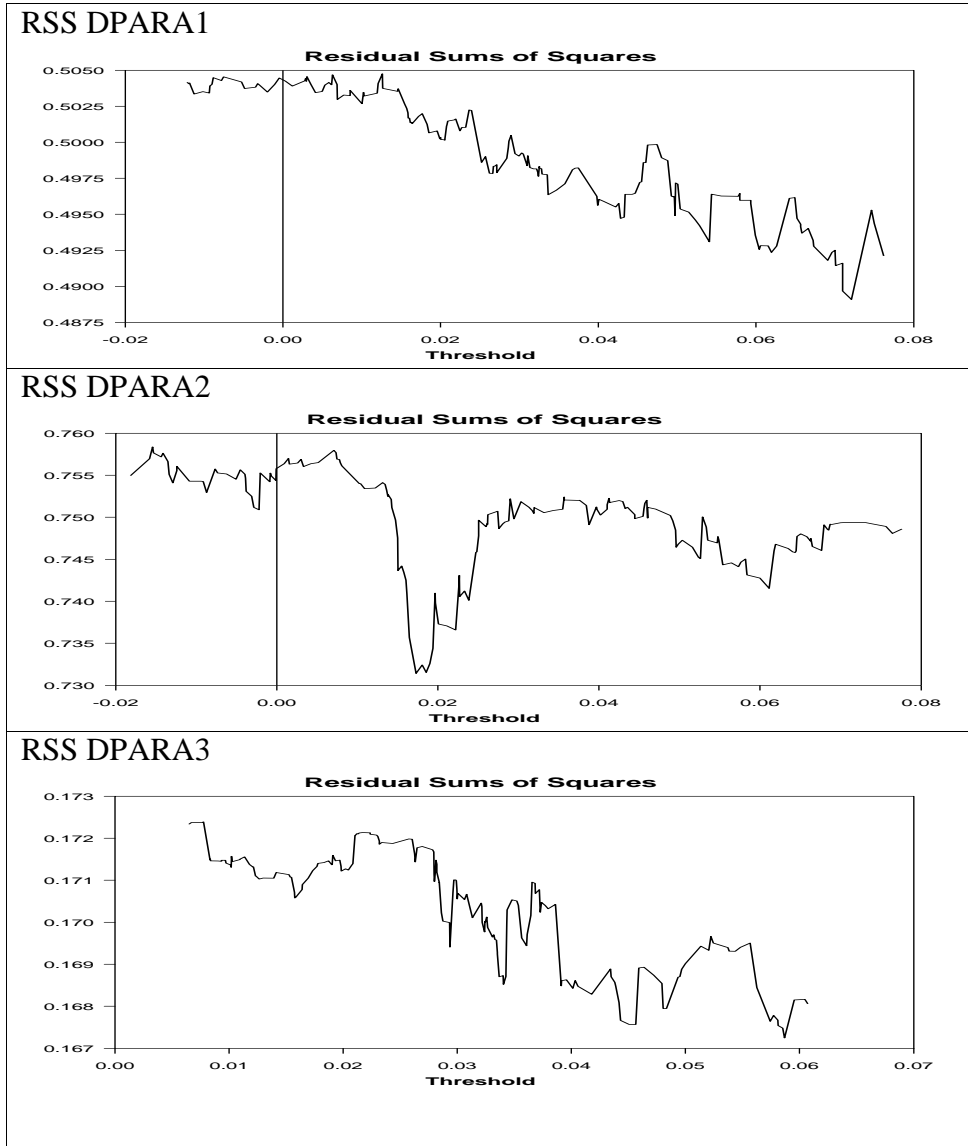 RSS DPARA1
Residual Sums of Squares
0.5050
0.5025
0.5000
0.4975
0.4950
0.4925
0.4900
0.4875
-0.02 0.00 0.02 0.04 0.06 0.08
Threshold
RSS DPARA2
Residual Sums of Squares
0.760
0.755
0.750
0.745
0.740
0.735
0.730
-0.02 0.00 0.02 0.04 0.06 0.08
Threshold
RSS DPARA3
Residual Sums of Squares
0.173
0.172
0.171
0.170
0.169
0.168
0.167
0.00 0.01 0.02 0.03 0.04 0.05 0.06 0.07
Threshold